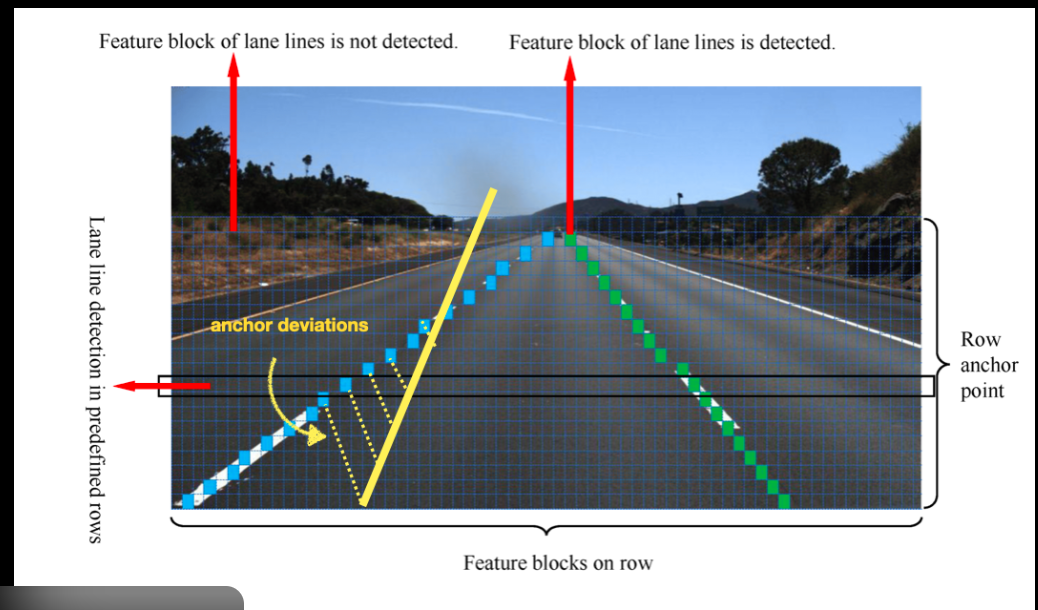 Feature block of lane lines is not detected.
Feature block of lane lines is detected.
Lane line detection in predefined rows
anchor deviations
Row
anchor
point
Feature blocks on row